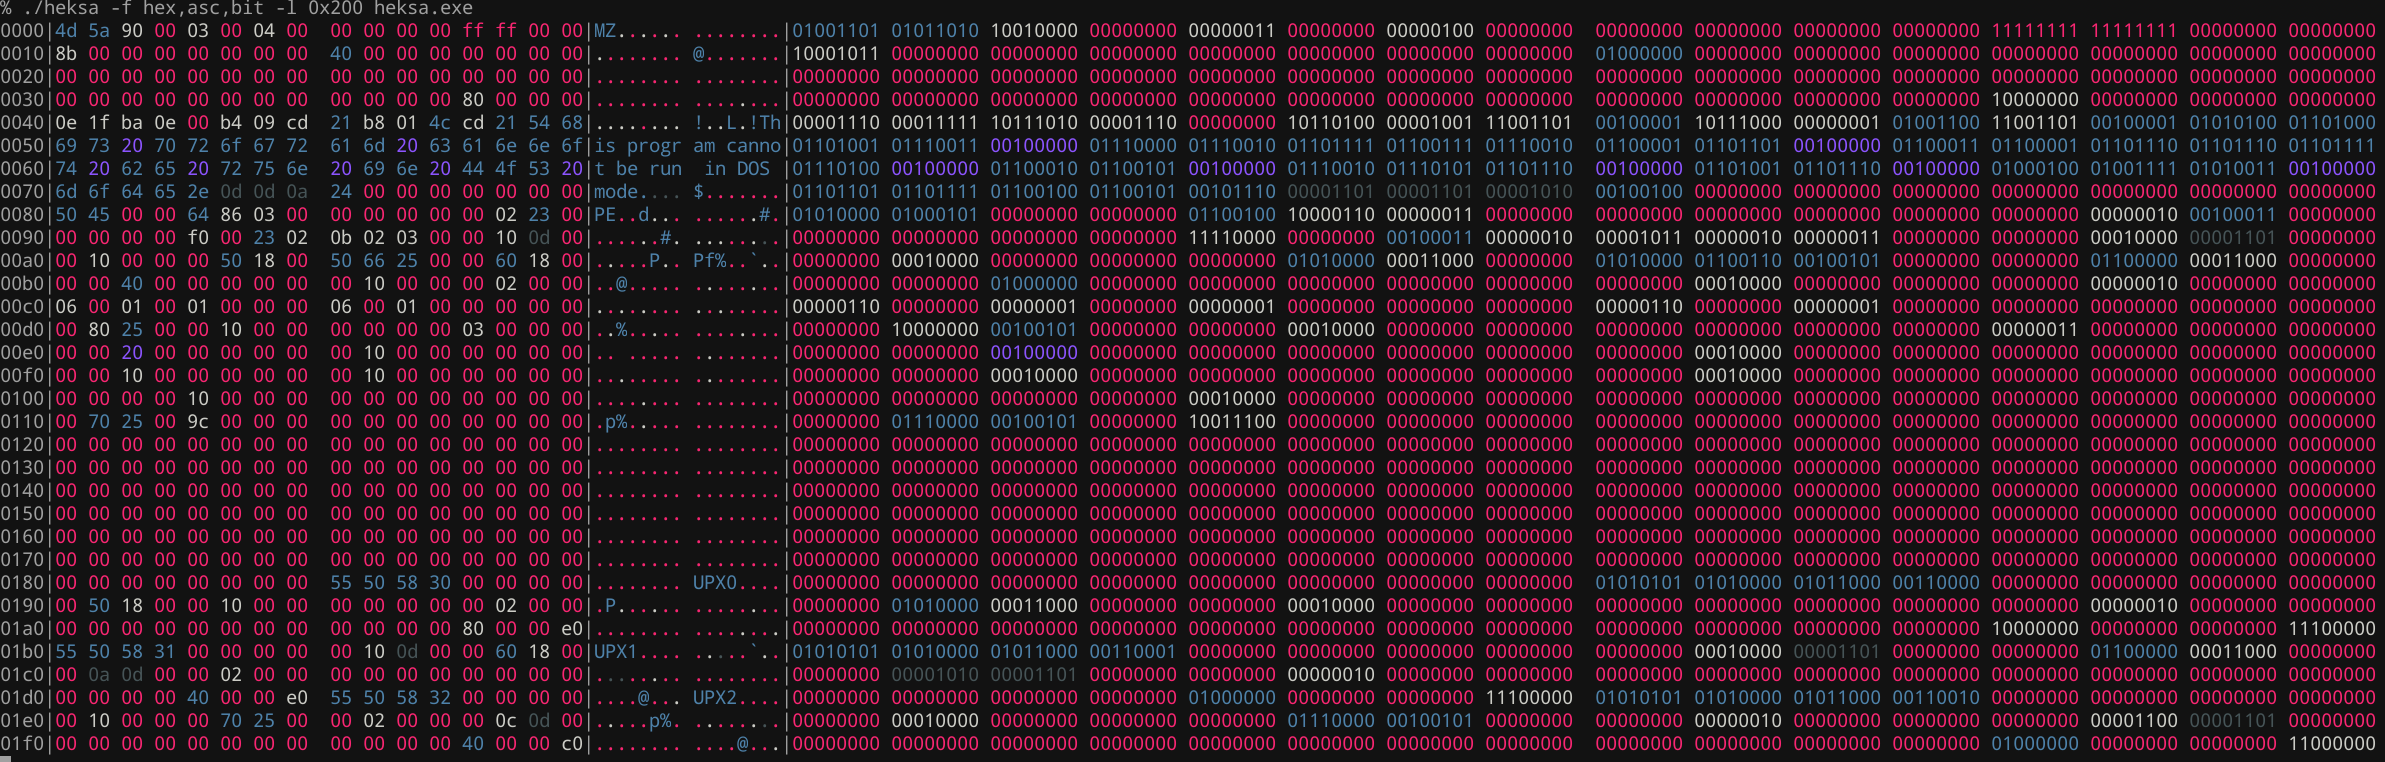 % ./heksa -f hex,asc,bit -l 0x200 heksa.exe
0000|4d 5a 90 00 03 00 04 00  00 00 00 00 ff ff 00 00|MZ...... ........|01001101 01011010 10010000 00000000 00000011 00000000 00000100 00000000  00000000 00000000 00000000 00000000 11111111 11111111 00000000 00000000
0010|8b 00 00 00 00 00 00 00  40 00 00 00 00 00 00 00|........ @.......|10001011 00000000 00000000 00000000 00000000 00000000 00000000 00000000  01000000 00000000 00000000 00000000 00000000 00000000 00000000 00000000
0020|00 00 00 00 00 00 00 00  00 00 00 00 00 00 00 00|........ ........|00000000 00000000 00000000 00000000 00000000 00000000 00000000 00000000  00000000 00000000 00000000 00000000 00000000 00000000 00000000 00000000
0030|00 00 00 00 00 00 00 00  00 00 00 00 80 00 00 00|........ ........|00000000 00000000 00000000 00000000 00000000 00000000 00000000 00000000  00000000 00000000 00000000 00000000 10000000 00000000 00000000 00000000
0040|0e 1f ba 0e 00 b4 09 cd  21 b8 01 4c cd 21 54 68|........ !..L.!Th|00001110 00011111 10111010 00001110 00000000 10110100 00001001 11001101  00100001 10111000 00000001 01001100 11001101 00100001 01010100 01101000
0050|69 73 20 70 72 6f 67 72  61 6d 20 63 61 6e 6e 6f|is progr am canno|01101001 01110011 00100000 01110000 01110010 01101111 01100111 01110010  01100001 01101101 00100000 01100011 01100001 01101110 01101110 01101111
0060|74 20 62 65 20 72 75 6e  20 69 6e 20 44 4f 53 20|t be run  in DOS |01110100 00100000 01100010 01100101 00100000 01110010 01110101 01101110  00100000 01101001 01101110 00100000 01000100 01001111 01010011 00100000
0070|6d 6f 64 65 2e 0d 0d 0a  24 00 00 00 00 00 00 00|mode.... $.......|01101101 01101111 01100100 01100101 00101110 00001101 00001101 00001010  00100100 00000000 00000000 00000000 00000000 00000000 00000000 00000000
0080|50 45 00 00 64 86 03 00  00 00 00 00 00 02 23 00|PE..d... ......#.|01010000 01000101 00000000 00000000 01100100 10000110 00000011 00000000  00000000 00000000 00000000 00000000 00000000 00000010 00100011 00000000
0090|00 00 00 00 f0 00 23 02  0b 02 03 00 00 10 0d 00|......#. ........|00000000 00000000 00000000 00000000 11110000 00000000 00100011 00000010  00001011 00000010 00000011 00000000 00000000 00010000 00001101 00000000
00a0|00 10 00 00 00 50 18 00  50 66 25 00 00 60 18 00|.....P.. Pf%..`..|00000000 00010000 00000000 00000000 00000000 01010000 00011000 00000000  01010000 01100110 00100101 00000000 00000000 01100000 00011000 00000000
00b0|00 00 40 00 00 00 00 00  00 10 00 00 00 02 00 00|..@..... ........|00000000 00000000 01000000 00000000 00000000 00000000 00000000 00000000  00000000 00010000 00000000 00000000 00000000 00000010 00000000 00000000
00c0|06 00 01 00 01 00 00 00  06 00 01 00 00 00 00 00|........ ........|00000110 00000000 00000001 00000000 00000001 00000000 00000000 00000000  00000110 00000000 00000001 00000000 00000000 00000000 00000000 00000000
00d0|00 80 25 00 00 10 00 00  00 00 00 00 03 00 00 00|..%..... ........|00000000 10000000 00100101 00000000 00000000 00010000 00000000 00000000  00000000 00000000 00000000 00000000 00000011 00000000 00000000 00000000
00e0|00 00 20 00 00 00 00 00  00 10 00 00 00 00 00 00|.. ..... ........|00000000 00000000 00100000 00000000 00000000 00000000 00000000 00000000  00000000 00010000 00000000 00000000 00000000 00000000 00000000 00000000
00f0|00 00 10 00 00 00 00 00  00 10 00 00 00 00 00 00|........ ........|00000000 00000000 00010000 00000000 00000000 00000000 00000000 00000000  00000000 00010000 00000000 00000000 00000000 00000000 00000000 00000000
0100|00 00 00 00 10 00 00 00  00 00 00 00 00 00 00 00|........ ........|00000000 00000000 00000000 00000000 00010000 00000000 00000000 00000000  00000000 00000000 00000000 00000000 00000000 00000000 00000000 00000000
0110|00 70 25 00 9c 00 00 00  00 00 00 00 00 00 00 00|.p%..... ........|00000000 01110000 00100101 00000000 10011100 00000000 00000000 00000000  00000000 00000000 00000000 00000000 00000000 00000000 00000000 00000000
0120|00 00 00 00 00 00 00 00  00 00 00 00 00 00 00 00|........ ........|00000000 00000000 00000000 00000000 00000000 00000000 00000000 00000000  00000000 00000000 00000000 00000000 00000000 00000000 00000000 00000000
0130|00 00 00 00 00 00 00 00  00 00 00 00 00 00 00 00|........ ........|00000000 00000000 00000000 00000000 00000000 00000000 00000000 00000000  00000000 00000000 00000000 00000000 00000000 00000000 00000000 00000000
0140|00 00 00 00 00 00 00 00  00 00 00 00 00 00 00 00|........ ........|00000000 00000000 00000000 00000000 00000000 00000000 00000000 00000000  00000000 00000000 00000000 00000000 00000000 00000000 00000000 00000000
0150|00 00 00 00 00 00 00 00  00 00 00 00 00 00 00 00|........ ........|00000000 00000000 00000000 00000000 00000000 00000000 00000000 00000000  00000000 00000000 00000000 00000000 00000000 00000000 00000000 00000000
0160|00 00 00 00 00 00 00 00  00 00 00 00 00 00 00 00|........ ........|00000000 00000000 00000000 00000000 00000000 00000000 00000000 00000000  00000000 00000000 00000000 00000000 00000000 00000000 00000000 00000000
0170|00 00 00 00 00 00 00 00  00 00 00 00 00 00 00 00|........ ........|00000000 00000000 00000000 00000000 00000000 00000000 00000000 00000000  00000000 00000000 00000000 00000000 00000000 00000000 00000000 00000000
0180|00 00 00 00 00 00 00 00  55 50 58 30 00 00 00 00|........ UPX0....|00000000 00000000 00000000 00000000 00000000 00000000 00000000 00000000  01010101 01010000 01011000 00110000 00000000 00000000 00000000 00000000
0190|00 50 18 00 00 10 00 00  00 00 00 00 00 02 00 00|.P...... ........|00000000 01010000 00011000 00000000 00000000 00010000 00000000 00000000  00000000 00000000 00000000 00000000 00000000 00000010 00000000 00000000
01a0|00 00 00 00 00 00 00 00  00 00 00 00 80 00 00 e0|........ ........|00000000 00000000 00000000 00000000 00000000 00000000 00000000 00000000  00000000 00000000 00000000 00000000 10000000 00000000 00000000 11100000
01b0|55 50 58 31 00 00 00 00  00 10 0d 00 00 60 18 00|UPX1.... .....`..|01010101 01010000 01011000 00110001 00000000 00000000 00000000 00000000  00000000 00010000 00001101 00000000 00000000 01100000 00011000 00000000
01c0|00 0a 0d 00 00 02 00 00  00 00 00 00 00 00 00 00|........ ........|00000000 00001010 00001101 00000000 00000000 00000010 00000000 00000000  00000000 00000000 00000000 00000000 00000000 00000000 00000000 00000000
01d0|00 00 00 00 40 00 00 e0  55 50 58 32 00 00 00 00|....@... UPX2....|00000000 00000000 00000000 00000000 01000000 00000000 00000000 11100000  01010101 01010000 01011000 00110010 00000000 00000000 00000000 00000000
01e0|00 10 00 00 00 70 25 00  00 02 00 00 00 0c 0d 00|.....p%. ........|00000000 00010000 00000000 00000000 00000000 01110000 00100101 00000000  00000000 00000010 00000000 00000000 00000000 00001100 00001101 00000000
01f0|00 00 00 00 00 00 00 00  00 00 00 00 40 00 00 c0|........ ....@...|00000000 00000000 00000000 00000000 00000000 00000000 00000000 00000000  00000000 00000000 00000000 00000000 01000000 00000000 00000000 11000000